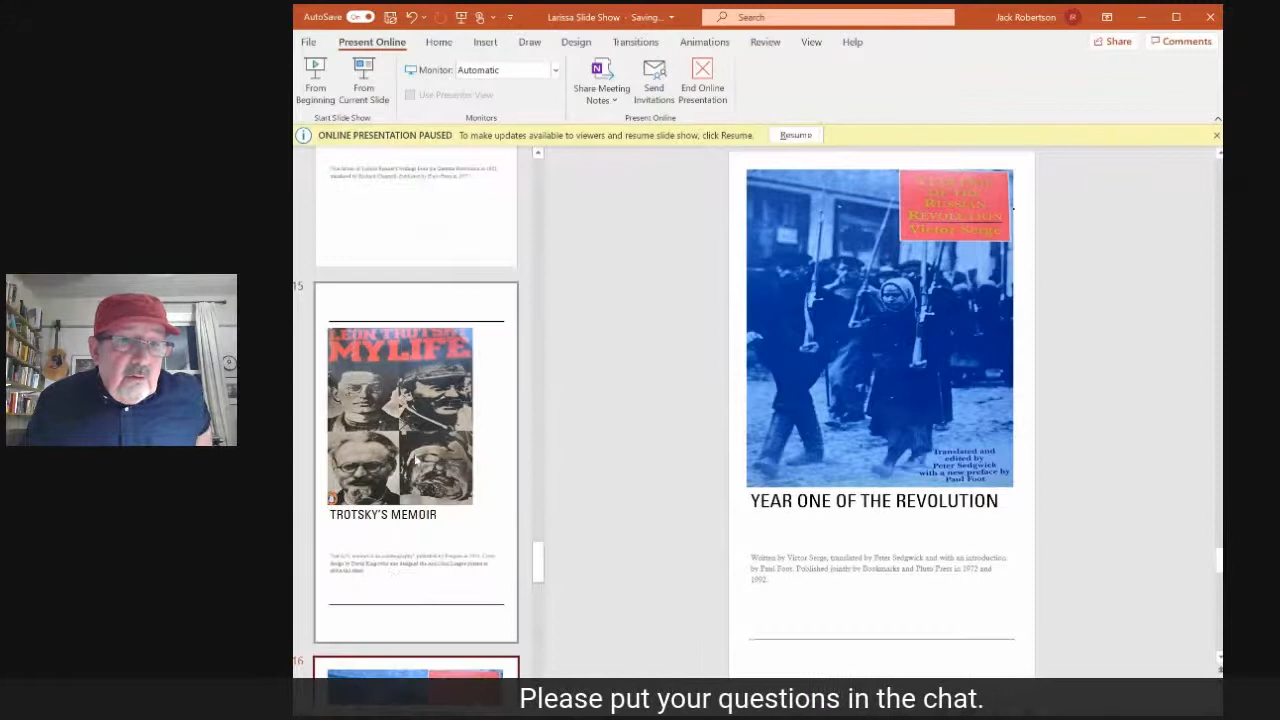 AutoSave On Larissa Slide Show - Saving... Search Jack Robertson R
File Present Online Home Insert Draw Design Transitions Animations Review View Help Share Comments
Monitor: Automatic
Use Presenter View
From Beginning
From Current Slide
Share Meeting Notes
Send Invitations
End Online Presentation
Start Slide Show Monitors Present Online
ONLINE PRESENTATION PAUSED To make updates available to viewers and resume slide show, click Resume. Resume
15
LEON TROTSKY
MY LIFE
TROTSKY'S MEMOIR
16
RUSSIAN
REVOLUTION
Victor Serge
Translated and
edited by
Peter Sedgwick
with a new preface by
Paul Foot
YEAR ONE OF THE REVOLUTION
Written by Victor Serge, translated by Peter Sedgwick and with an introduction
by Paul Foot. Published jointly by Bookmarks and Pluto Press in 1972 and
1992.
Please put your questions in the chat.